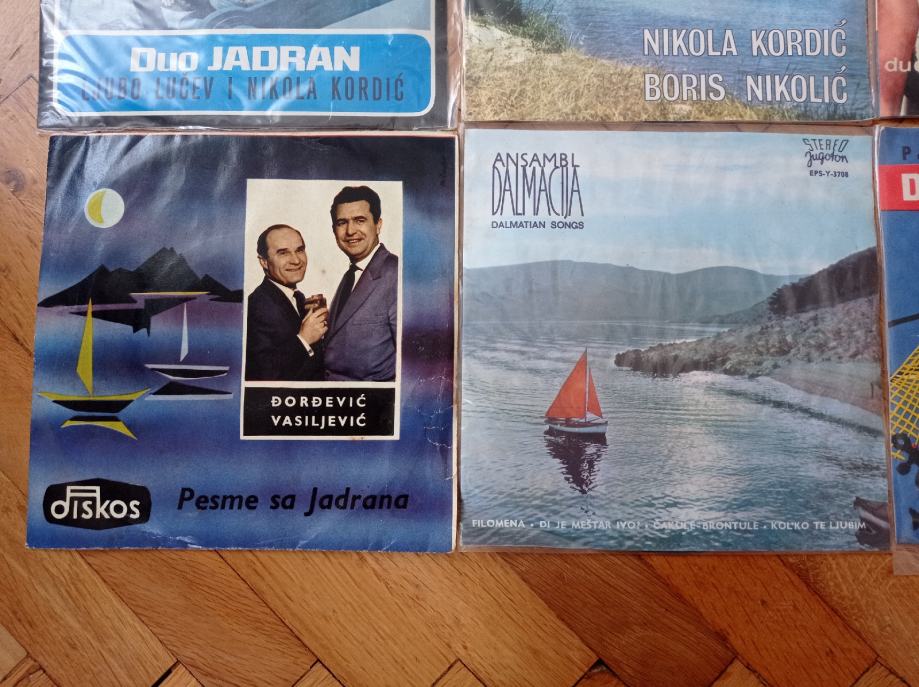 Duo JADRAN
LJUBO LUČEV I NIKOLA KORDIĆ
NIKOLA KORDIĆ
BORIS NIKOLIĆ
duo
ĐORĐEVIĆ
VASILJEVIĆ
diskos
Pesme sa Jadrana
ANSAMBL
DALMACIJA
DALMATIAN SONGS
STEREO
Jugoton
EPS-Y-3708
FILOMENA • DI JE MEŠTAR IVO? • ČAKULE-BRONTULE • KOL'KO TE LJUBIM
P
D